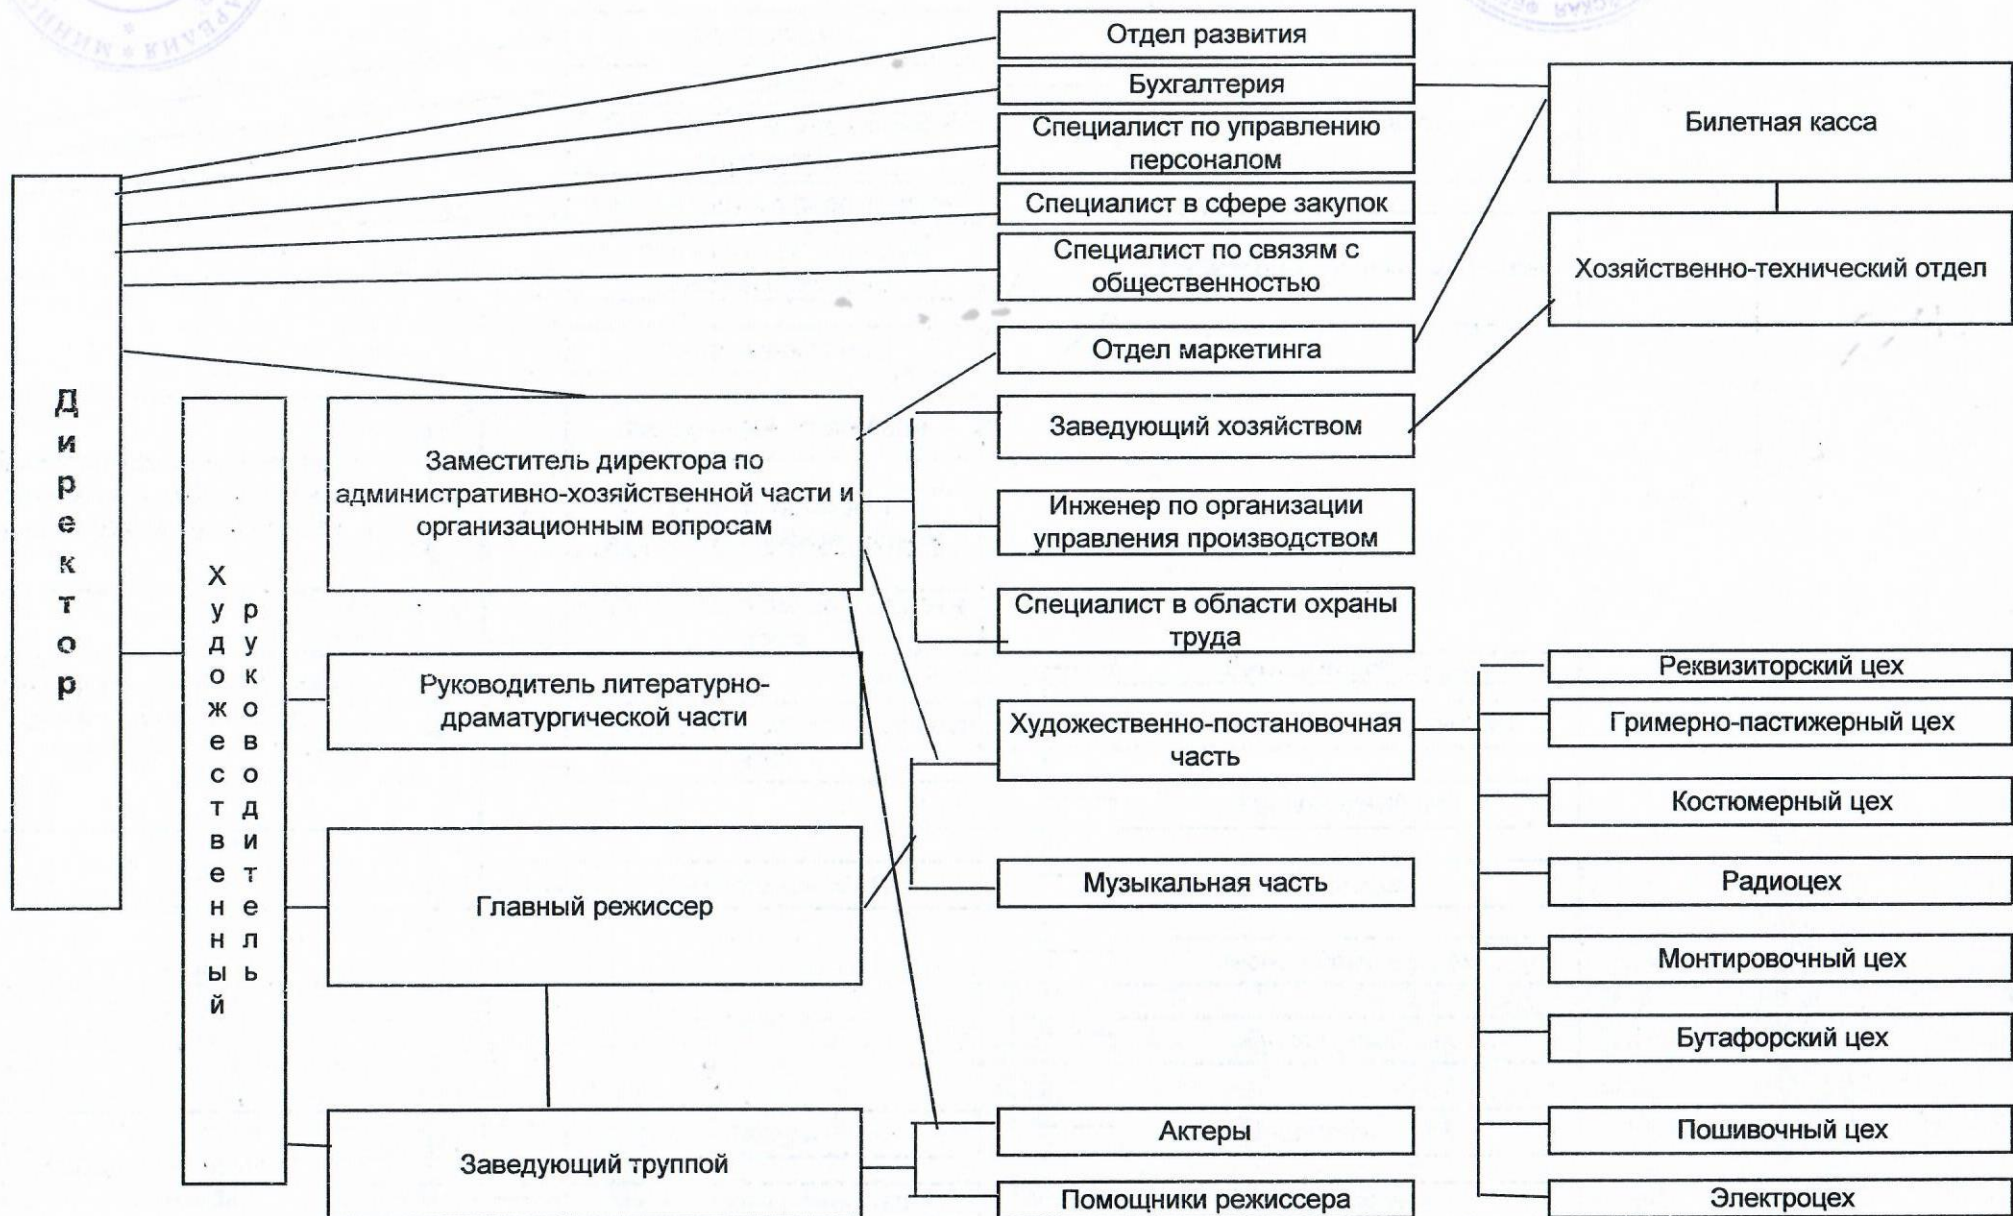 Отдел развития
Бухгалтерия
Специалист по управлению
персоналом
Специалист в сфере закупок
Специалист по связям с
общественностью
Отдел маркетинга
Билетная касса
Хозяйственно-технический отдел
Директор
Художественный
руководитель
Заместитель директора по
административно-хозяйственной части и
организационным вопросам
Руководитель литературно-
драматургической части
Главный режиссер
Заведующий труппой
Заведующий хозяйством
Инженер по организации
управления производством
Специалист в области охраны
труда
Художественно-постановочная
часть
Музыкальная часть
Актеры
Помощники режиссера
Реквизиторский цех
Гримерно-пастижерный цех
Костюмерный цех
Радиоцех
Монтировочный цех
Бутафорский цех
Пошивочный цех
Электроцех